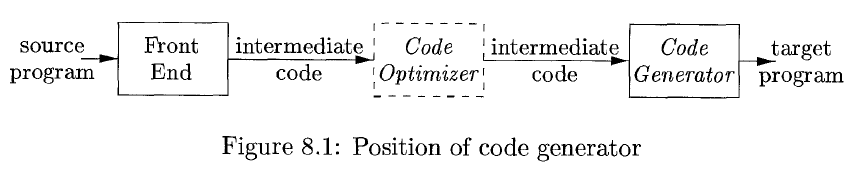 source program
Front End
intermediate code
Code Optimizer
intermediate code
Code Generator
target program
Figure 8.1: Position of code generator